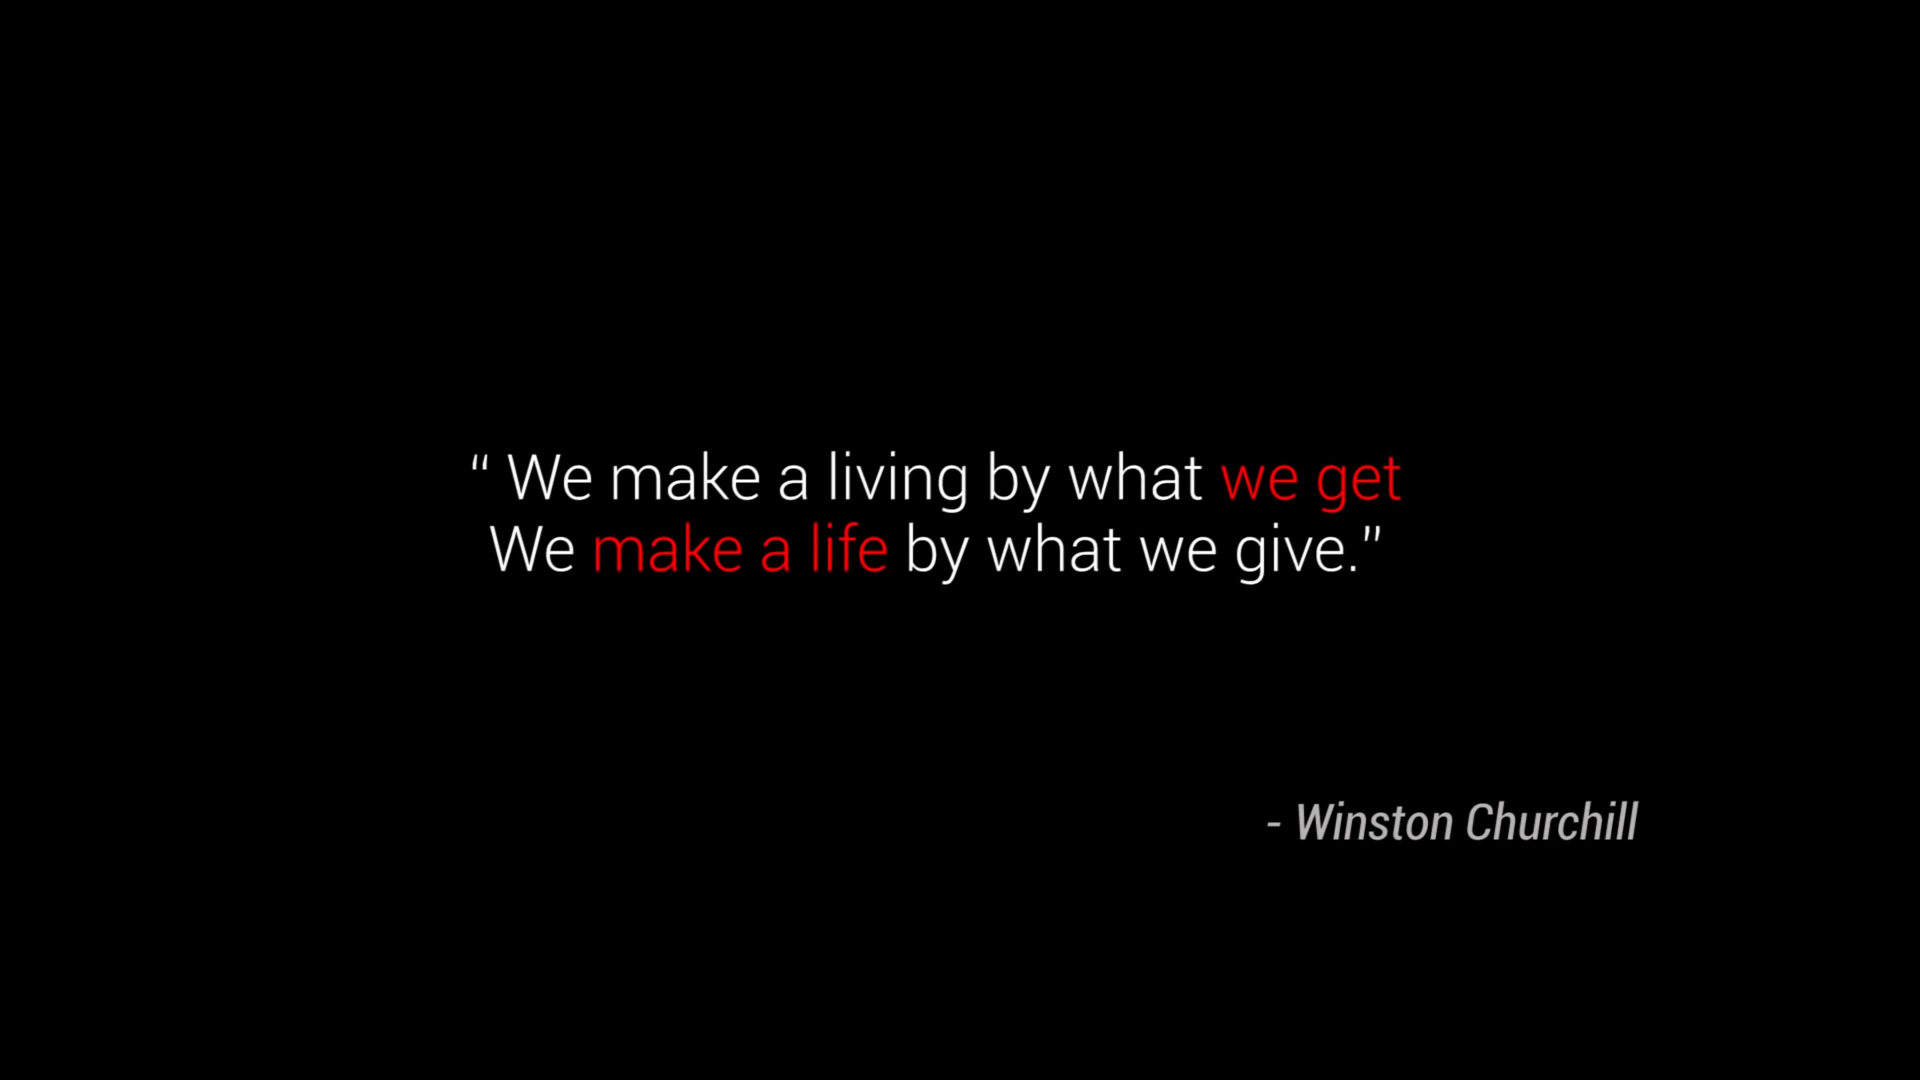 “ We make a living by what we get
We make a life by what we give.”
- Winston Churchill